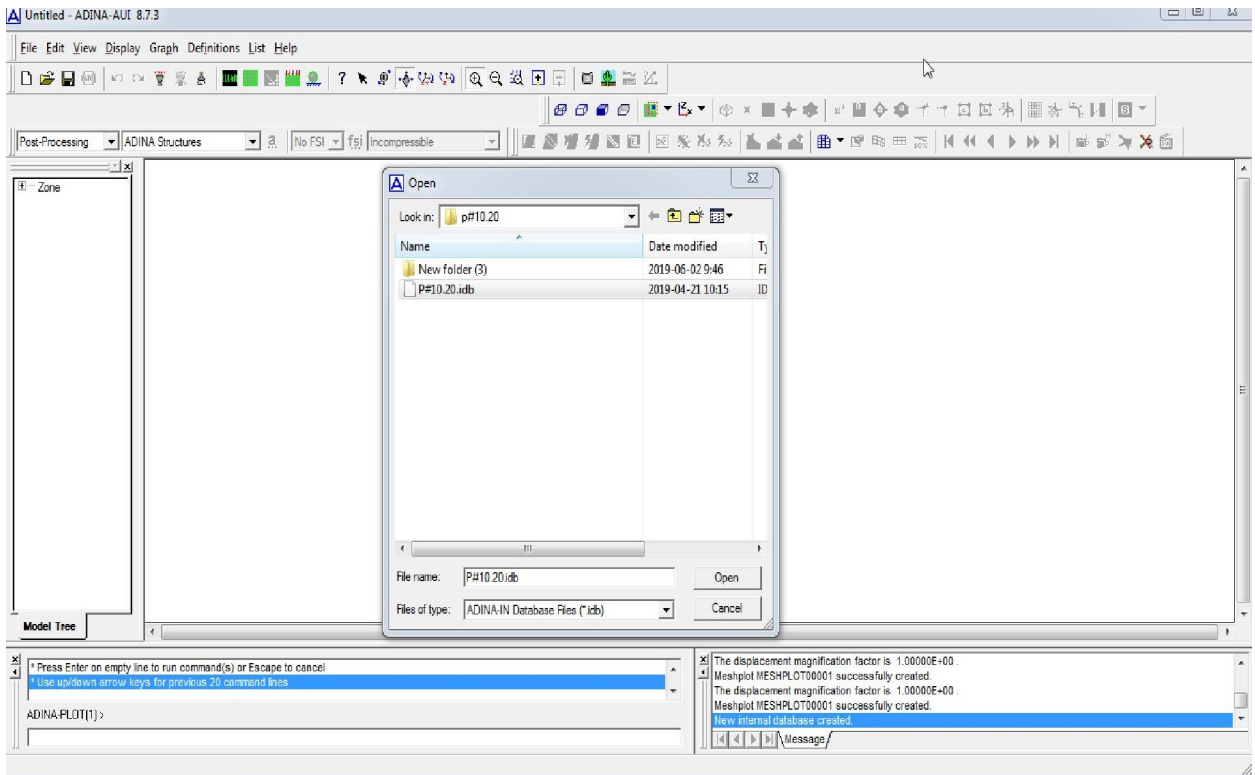 Untitled - ADINA-AUI 8.7.3
File Edit View Display Graph Definitions List Help
Post-Processing ADINA Structures No FSI fsi Incompressible
Zone
Open
Look in: p#10.20
Name Date modified Ty
New folder (3) 2019-06-02 9:46 Fi
P#10.20.idb 2019-04-21 10:15 ID
File name: P#10.20.idb Open
Files of type: ADINA-IN Database Files (*.idb) Cancel
Model Tree
* Press Enter on empty line to run command(s) or Escape to cancel
* Use up/down arrow keys for previous 20 command lines
ADINA-PLOT(1)>
The displacement magnification factor is 1.00000E+00 .
Meshplot MESHPLOT00001 successfully created.
The displacement magnification factor is 1.00000E+00 .
Meshplot MESHPLOT00001 successfully created.
New internal database created.
Message